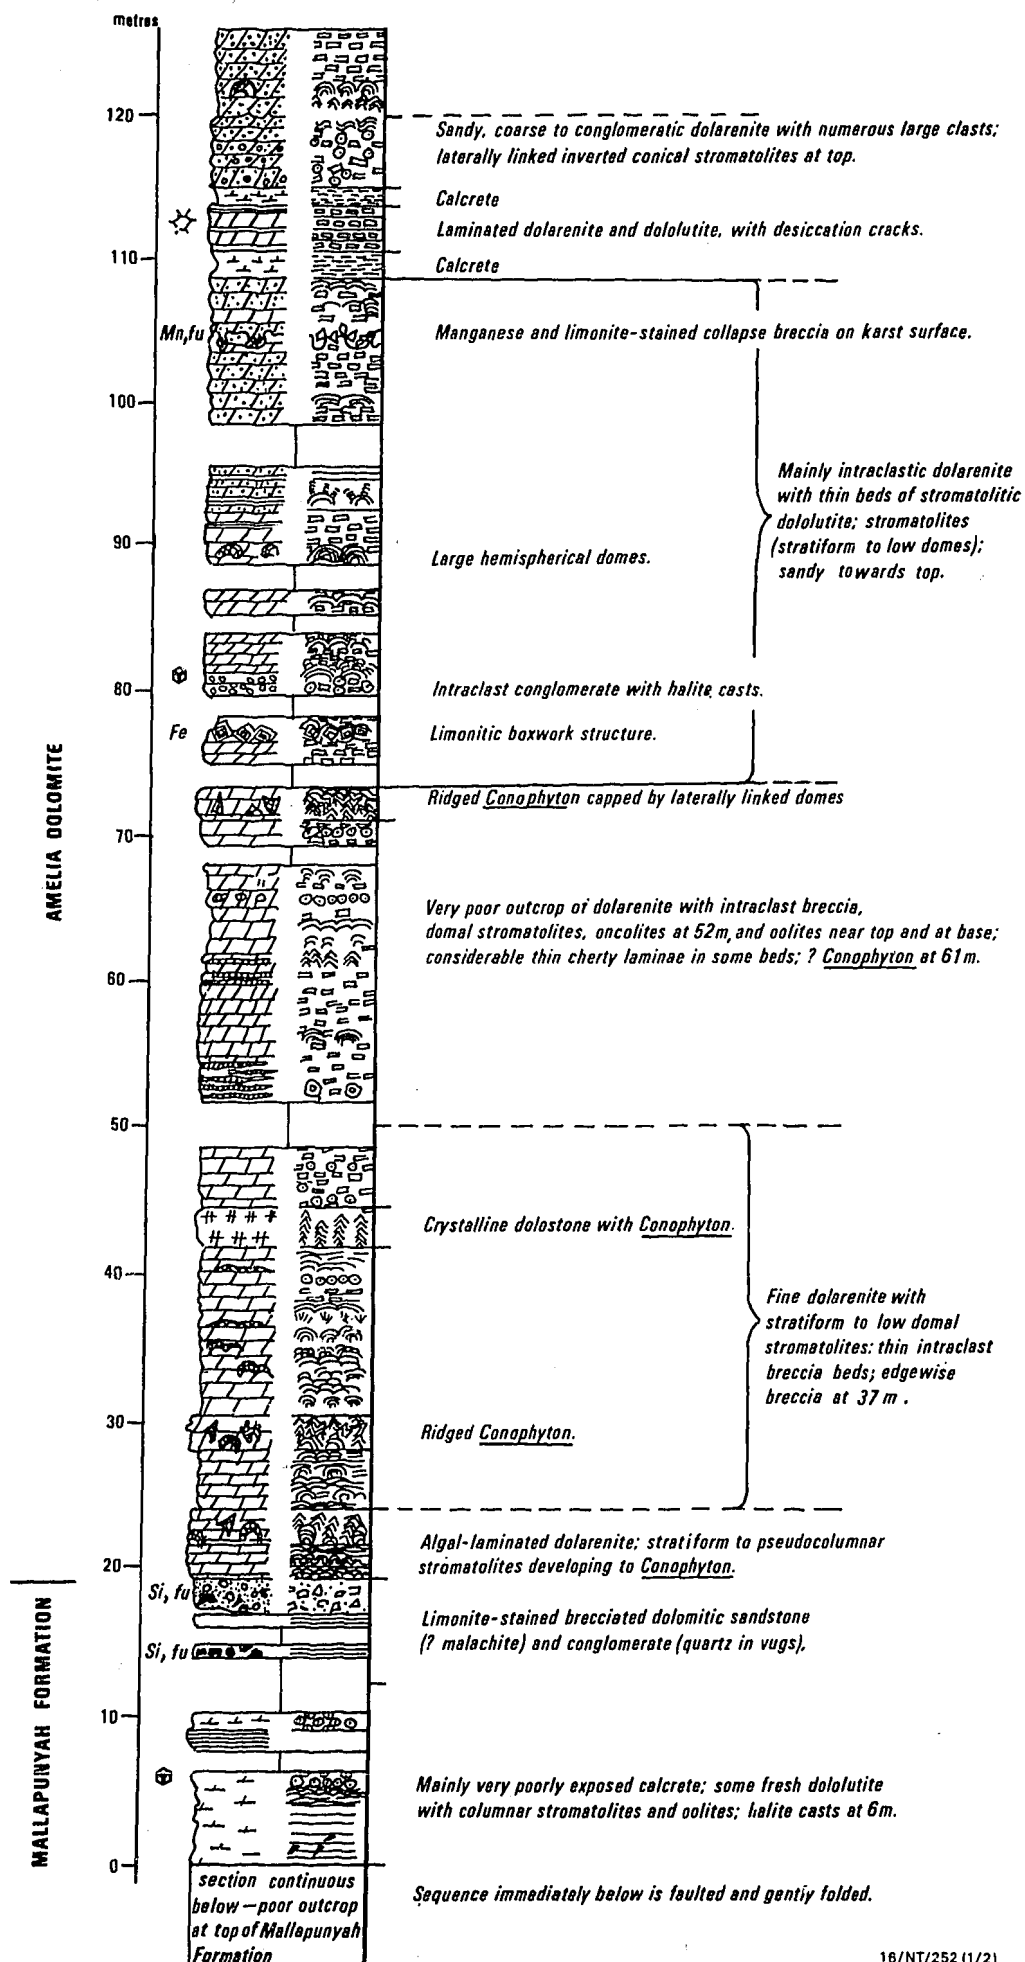 metres
120
Sandy, coarse to conglomeratic dolarenite with numerous large clasts;
laterally linked inverted conical stromatolites at top.
Calcrete
Laminated dolarenite and dololutite, with desiccation cracks.
110
Calcrete
Mn, fu
Manganese and limonite-stained collapse breccia on karst surface.
100
Mainly intraclastic dolarenite
with thin beds of stromatolitic
dololutite; stromatolites
(stratiform to low domes);
sandy towards top.
90
Large hemispherical domes.
80
Intraclast conglomerate with halite casts.
Fe
Limonitic boxwork structure.
Ridged Conophyton capped by laterally linked domes
70
AMELIA DOLOMITE
Very poor outcrop of dolarenite with intraclast breccia,
domal stromatolites, oncolites at 52m, and oolites near top and at base;
considerable thin cherty laminae in some beds; ? Conophyton at 61m.
60
50
Crystalline dolostone with Conophyton.
40
Fine dolarenite with
stratiform to low domal
stromatolites: thin intraclast
breccia beds; edgewise
breccia at 37 m.
30
Ridged Conophyton.
Algal-laminated dolarenite; stratiform to pseudocolumnar
stromatolites developing to Conophyton.
20
Si, fu
Limonite-stained brecciated dolomitic sandstone
(? malachite) and conglomerate (quartz in vugs).
Si, fu
MALLAPUNYAH FORMATION
10
Mainly very poorly exposed calcrete; some fresh dololutite
with columnar stromatolites and oolites; halite casts at 6m.
0
section continuous
below—poor outcrop
at top of Mallapunyah
Formation
Sequence immediately below is faulted and gently folded.
16/NT/252 (1/2)